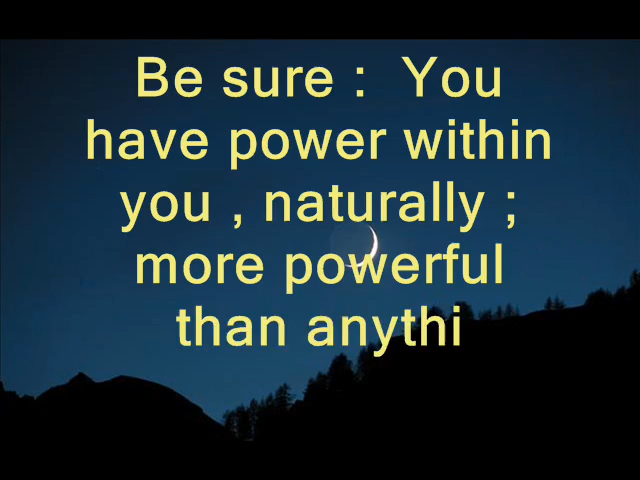 Be sure :  You
have power within
you , naturally ;
more powerful
than anythi